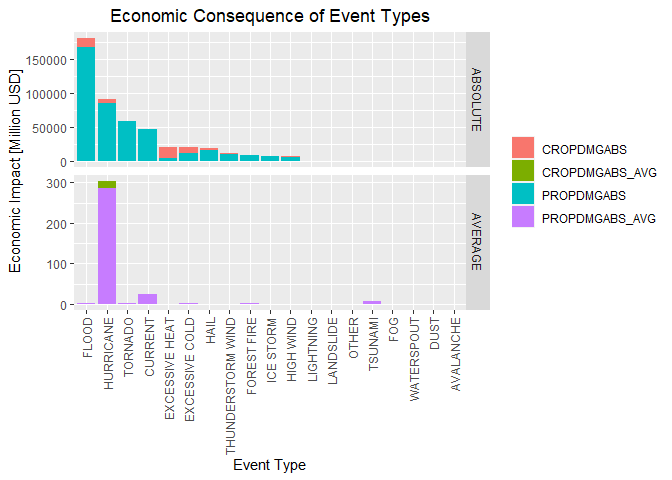 Economic Consequence of Event Types
Economic Impact [Million USD]
150000
100000
50000
0
ABSOLUTE
300
200
100
0
AVERAGE
FLOOD
HURRICANE
TORNADO
CURRENT
EXCESSIVE HEAT
EXCESSIVE COLD
HAIL
THUNDERSTORM WIND
FOREST FIRE
ICE STORM
HIGH WIND
LIGHTNING
LANDSLIDE
OTHER
TSUNAMI
FOG
WATERSPOUT
DUST
AVALANCHE
Event Type
CROPDMGABS
CROPDMGABS_AVG
PROPDMGABS
PROPDMGABS_AVG